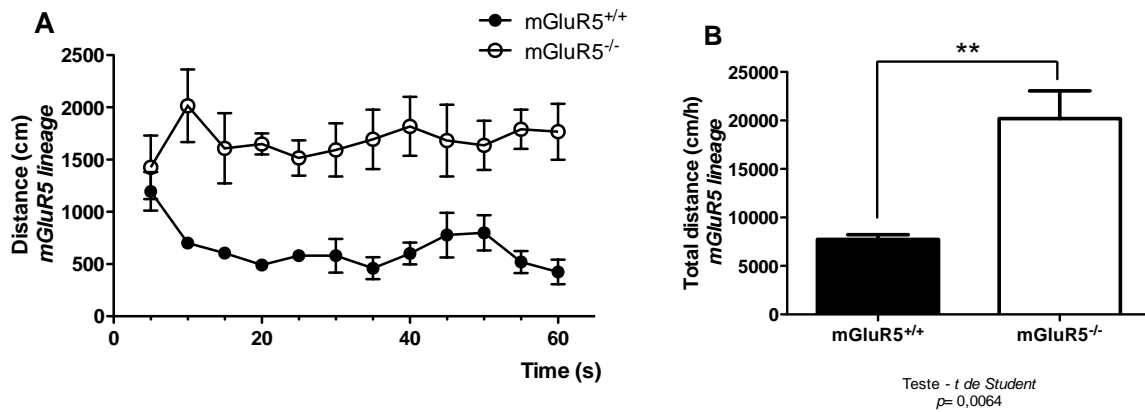 A
mGluR5+/+
mGluR5-/-
Distance (cm)
mGluR5 lineage
2500
2000
1500
1000
500
0
0
20
40
60
Time (s)
B
**
Total distance (cm/h)
mGluR5 lineage
25000
20000
15000
10000
5000
0
mGluR5+/+
mGluR5-/-
Teste - t de Student
p= 0,0064